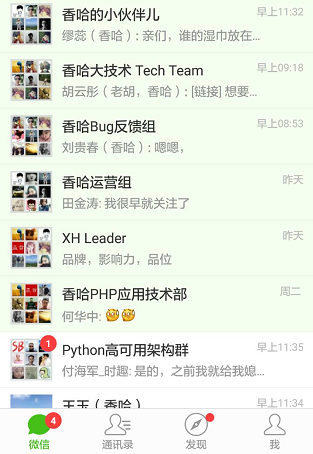 香哈的小伙伴儿 早上11:32
缪蕊（香哈）: 亲们，谁的湿巾放在...
香哈大技术 Tech Team 早上09:18
胡云彤（老胡，香哈）: [链接] 想要...
香哈Bug反馈组 早上08:53
刘贵春（香哈）: 嗯嗯，
香哈运营组 昨天
田金涛: 我很早就关注了
XH Leader 昨天
品牌，影响力，品位
香哈PHP应用技术部 周二
何华中:
1
Python高可用架构群 早上11:35
付海军_时趣: 是的，之前我就给我媳...
王玉（香哈） 早上11:34
4
微信 通讯录 发现 我